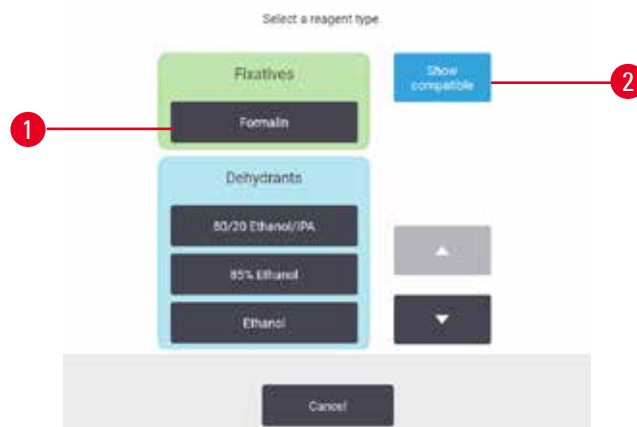 Select a reagent type.
Fixatives
Show
compatible
2
1
Formalin
Dehydrants
80/20 Ethanol/IPA
85% Ethanol
Ethanol
Cancel